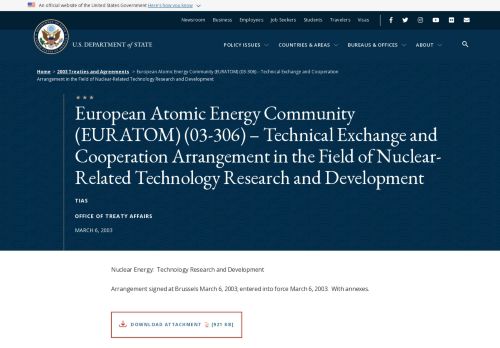 An official website of the United States Government Here's how you know
Newsroom Business Employers Job Seekers Students Travelers Visas
U.S. DEPARTMENT of STATE
POLICY ISSUES COUNTRIES & AREAS BUREAUS & OFFICES ABOUT
Home > 2003 Treaties and Agreements > European Atomic Energy Community (EURATOM) (03-306) – Technical Exchange and Cooperation
Arrangement in the Field of Nuclear-Related Technology Research and Development
European Atomic Energy Community
(EURATOM) (03-306) – Technical Exchange and
Cooperation Arrangement in the Field of Nuclear-
Related Technology Research and Development
TIAS
OFFICE OF TREATY AFFAIRS
MARCH 6, 2003
Nuclear Energy: Technology Research and Development
Arrangement signed at Brussels March 6, 2003; entered into force March 6, 2003. With annexes.
DOWNLOAD ATTACHMENT [921 KB]